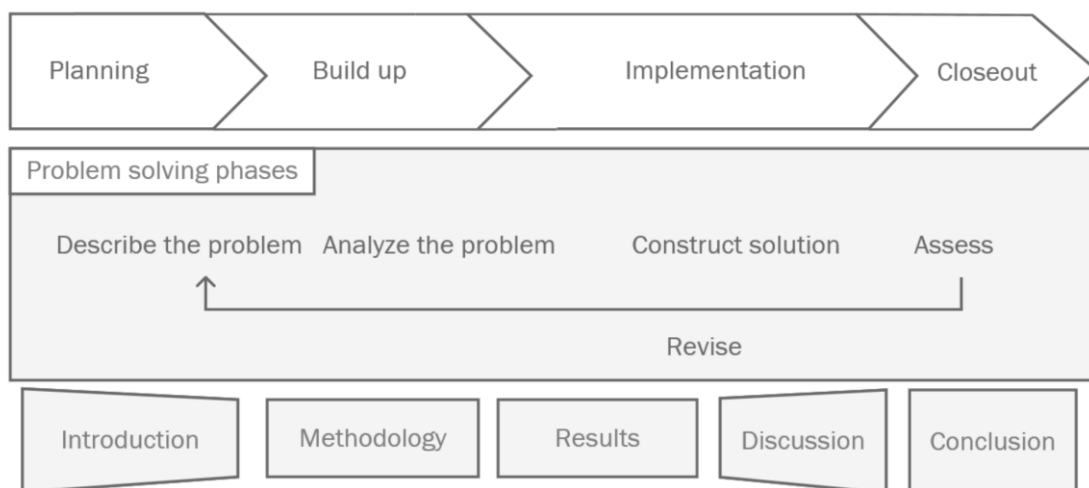 Planning Build up Implementation Closeout
Problem solving phases
Describe the problem Analyze the problem Construct solution Assess
Revise
Introduction Methodology Results Discussion Conclusion